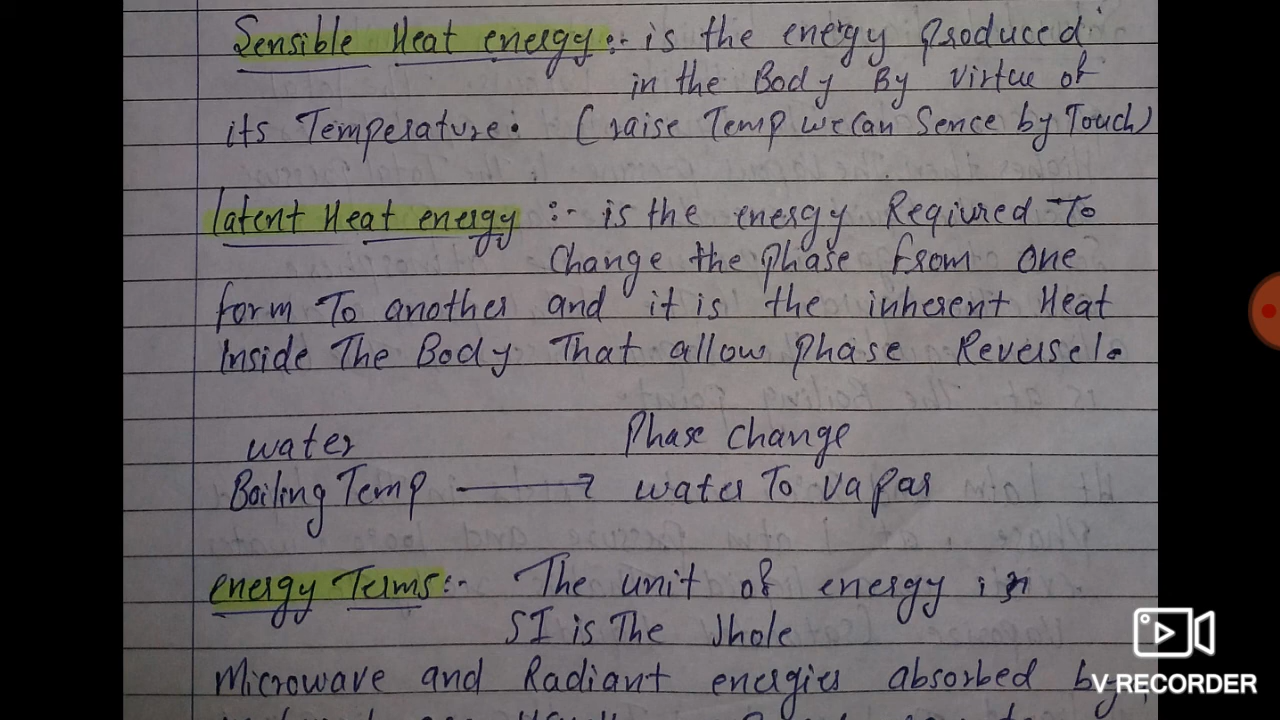 Sensible Heat energy :- is the energy produced
in the Body By virtue of
its Temperature. (raise Temp we Can Sence by Touch)
latent Heat energy :- is the energy Reqiured To
Change the phase from one
form To another and it is the inherent Heat
Inside The Body That allow phase Reversel.
water Phase change
Boiling Temp → water To vapar
energy Terms :- The unit of energy in
SI is The Jhole
Microwave and Radiant energies absorbed by
V RECORDER